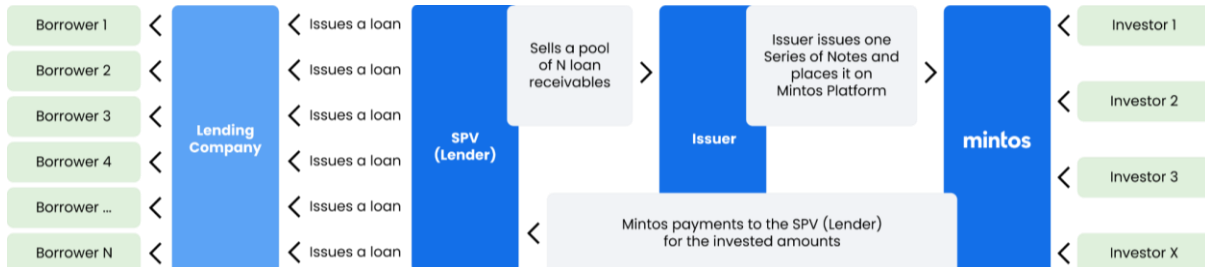 Borrower 1
Borrower 2
Borrower 3
Borrower 4
Borrower ...
Borrower N
Lending
Company
Issues a loan
Issues a loan
Issues a loan
Issues a loan
Issues a loan
Issues a loan
SPV
(Lender)
Sells a pool
of N loan
receivables
Issuer
Issuer issues one
Series of Notes and
places it on
Mintos Platform
Mintos payments to the SPV (Lender)
for the invested amounts
mintos
Investor 1
Investor 2
Investor 3
Investor X